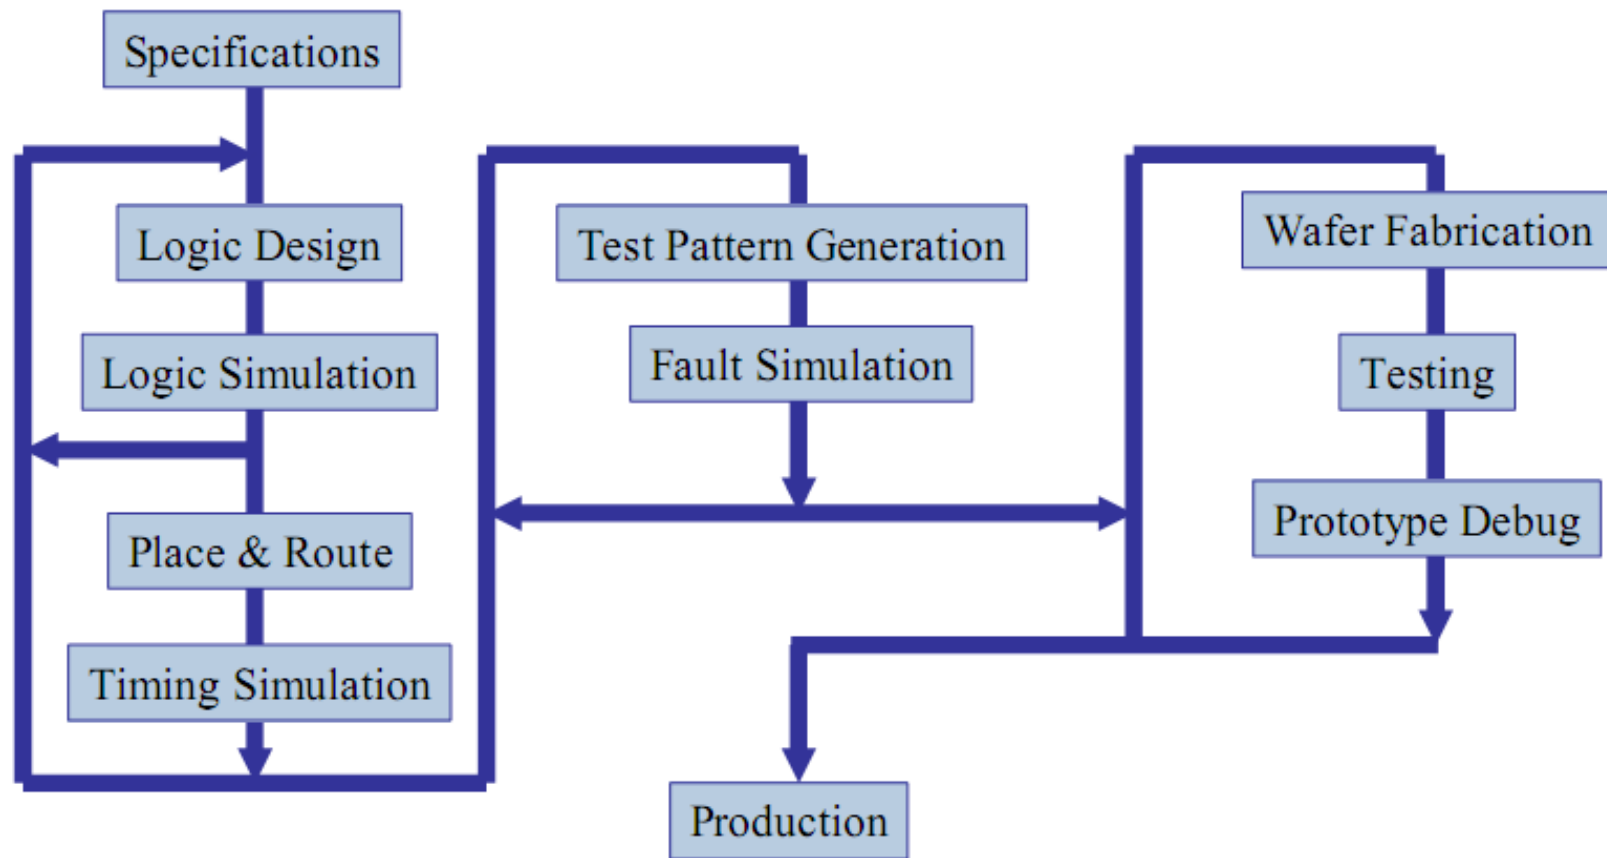 Specifications
Logic Design
Logic Simulation
Place & Route
Timing Simulation
Test Pattern Generation
Fault Simulation
Wafer Fabrication
Testing
Prototype Debug
Production